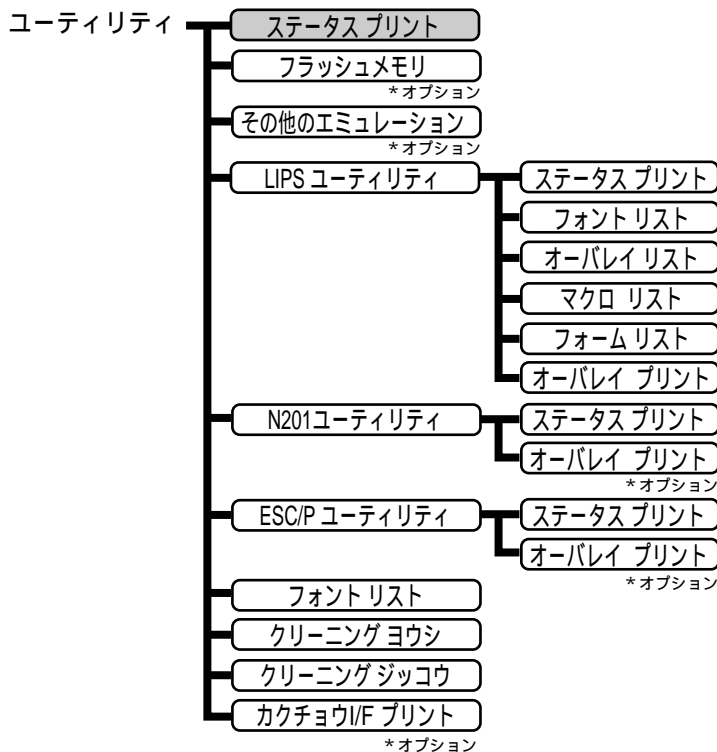 ユーティリティ
ステータス プリント
フラッシュメモリ
*オプション
その他のエミュレーション
*オプション
LIPS ユーティリティ
ステータス プリント
フォント リスト
オーバレイ リスト
マクロ リスト
フォーム リスト
オーバレイ プリント
N201ユーティリティ
ステータス プリント
オーバレイ プリント
*オプション
ESC/P ユーティリティ
ステータス プリント
オーバレイ プリント
*オプション
フォント リスト
クリーニング ヨウシ
クリーニング ジッコウ
カクチョウI/F プリント
*オプション